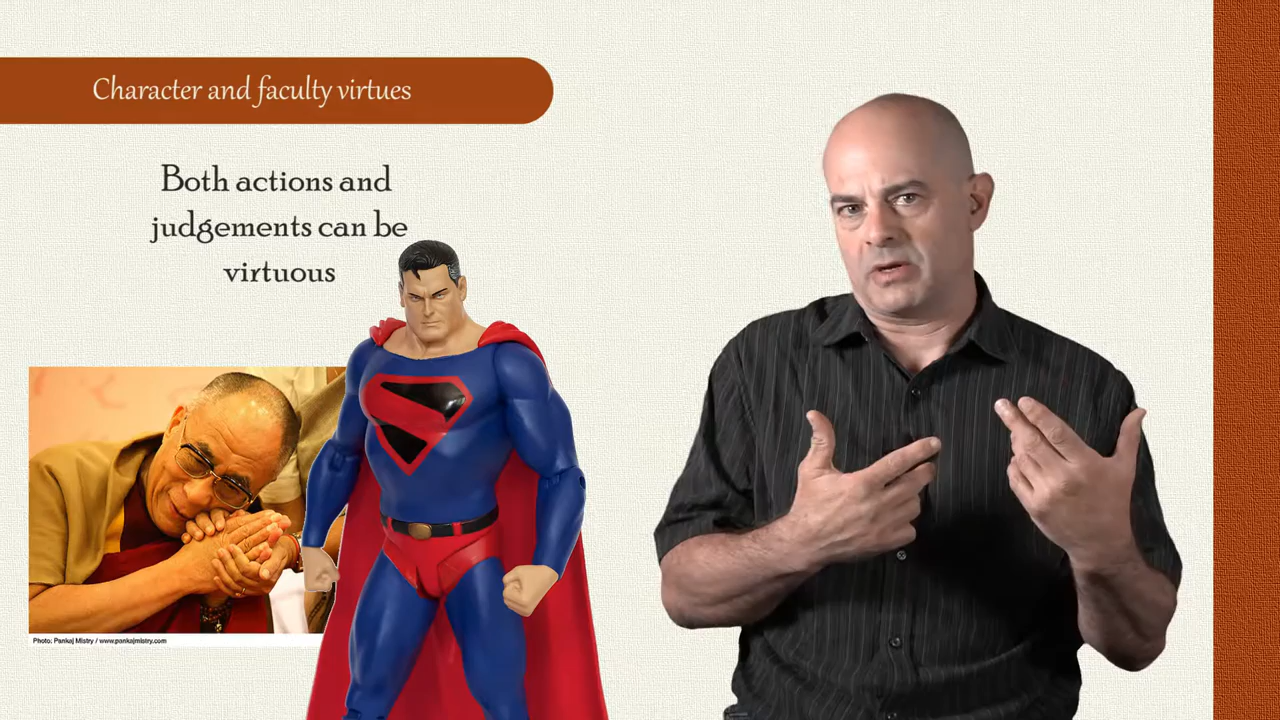 Character and faculty virtues
Both actions and
judgements can be
virtuous
Photo: Pankaj Mistry / www.pankajmistry.com